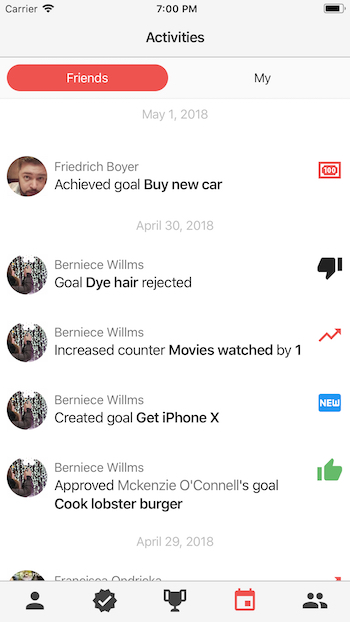 Carrier 7:00 PM
Activities
Friends My
May 1, 2018
Friedrich Boyer
Achieved goal Buy new car
100
April 30, 2018
Berniece Willms
Goal Dye hair rejected
Berniece Willms
Increased counter Movies watched by 1
Berniece Willms
Created goal Get iPhone X
NEW
Berniece Willms
Approved Mckenzie O'Connell's goal
Cook lobster burger
April 29, 2018
Francisca Ondricka